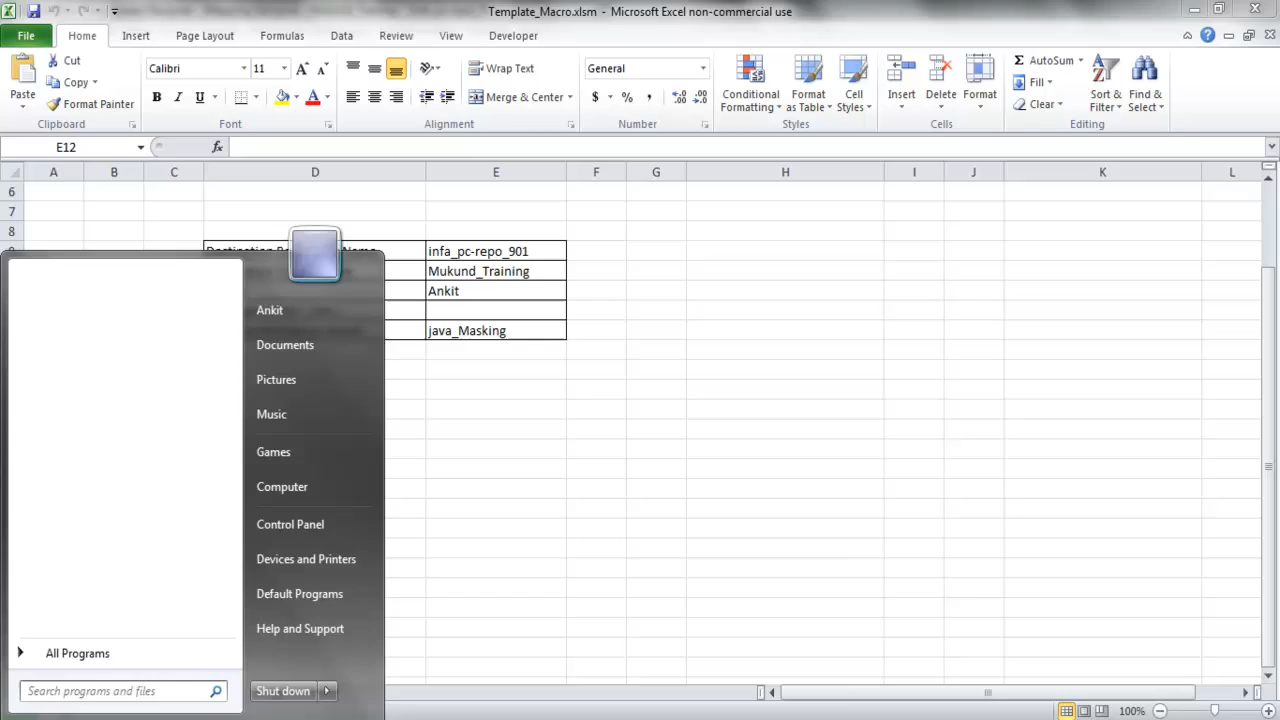 Template_Macro.xlsm - Microsoft Excel non-commercial use
File Home Insert Page Layout Formulas Data Review View Developer
Paste
Cut
Copy
Format Painter
Clipboard
Calibri 11
B I U A
Font
Wrap Text
Merge & Center
Alignment
General
$ % ,
Number
Conditional Formatting
Format as Table
Cell Styles
Styles
Insert Delete Format
Cells
Σ AutoSum
Fill
Clear
Sort & Filter
Find & Select
Editing
E12 fx
A B C D E F G H I J K L
6
7
8
Name infa_pc-repo_901
Mukund_Training
Ankit
java_Masking
Ankit
Documents
Pictures
Music
Games
Computer
Control Panel
Devices and Printers
Default Programs
Help and Support
All Programs
Search programs and files
Shut down
100%